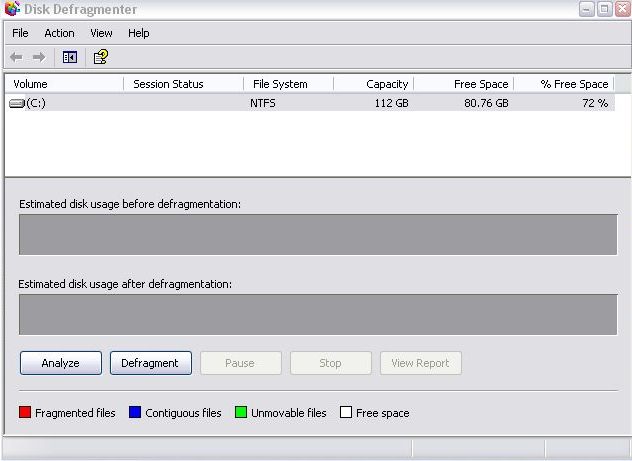 Disk Defragmenter
File Action View Help
Volume Session Status File System Capacity Free Space % Free Space
(C:) NTFS 112 GB 80.76 GB 72 %
Estimated disk usage before defragmentation:
Estimated disk usage after defragmentation:
Analyze Defragment Pause Stop View Report
Fragmented files Contiguous files Unmovable files Free space